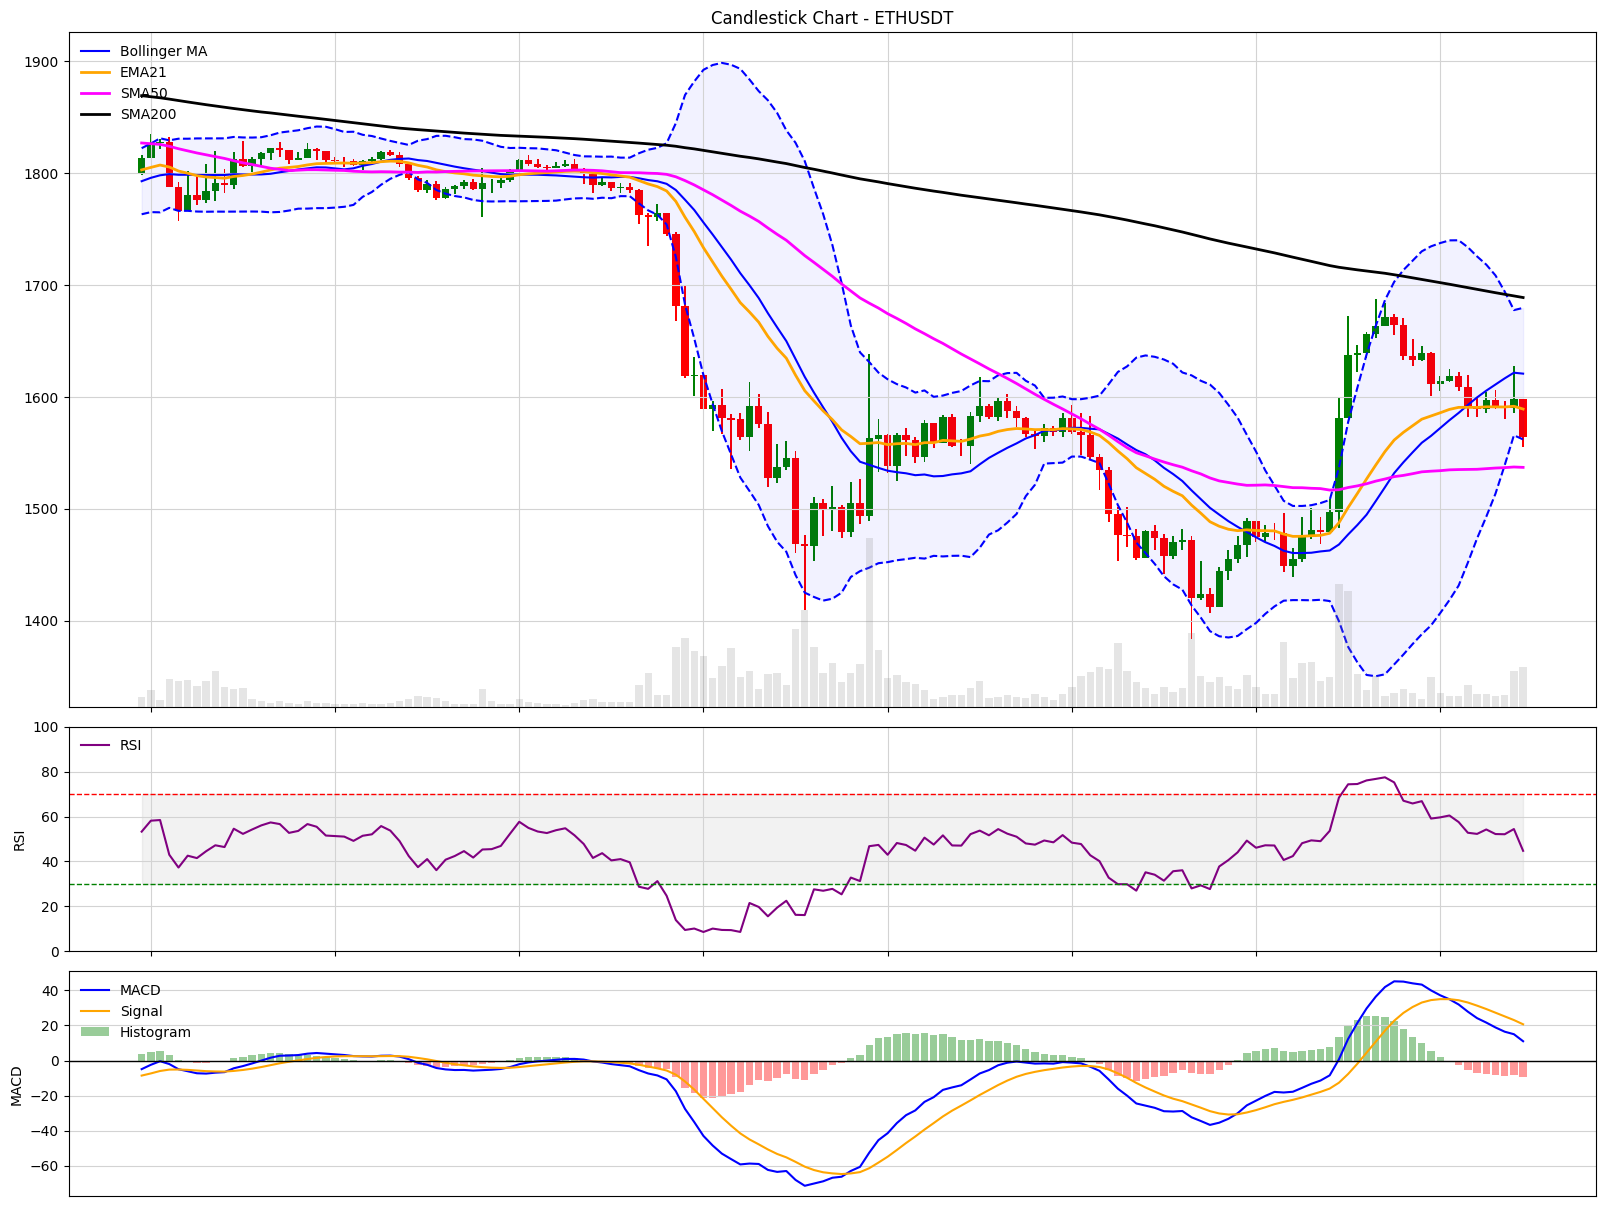 Candlestick Chart - ETHUSDT
Bollinger MA
EMA21
SMA50
SMA200
1900
1800
1700
1600
1500
1400
RSI
100
80
60
40
20
0
RSI
MACD
Signal
Histogram
40
20
0
−20
−40
−60
MACD